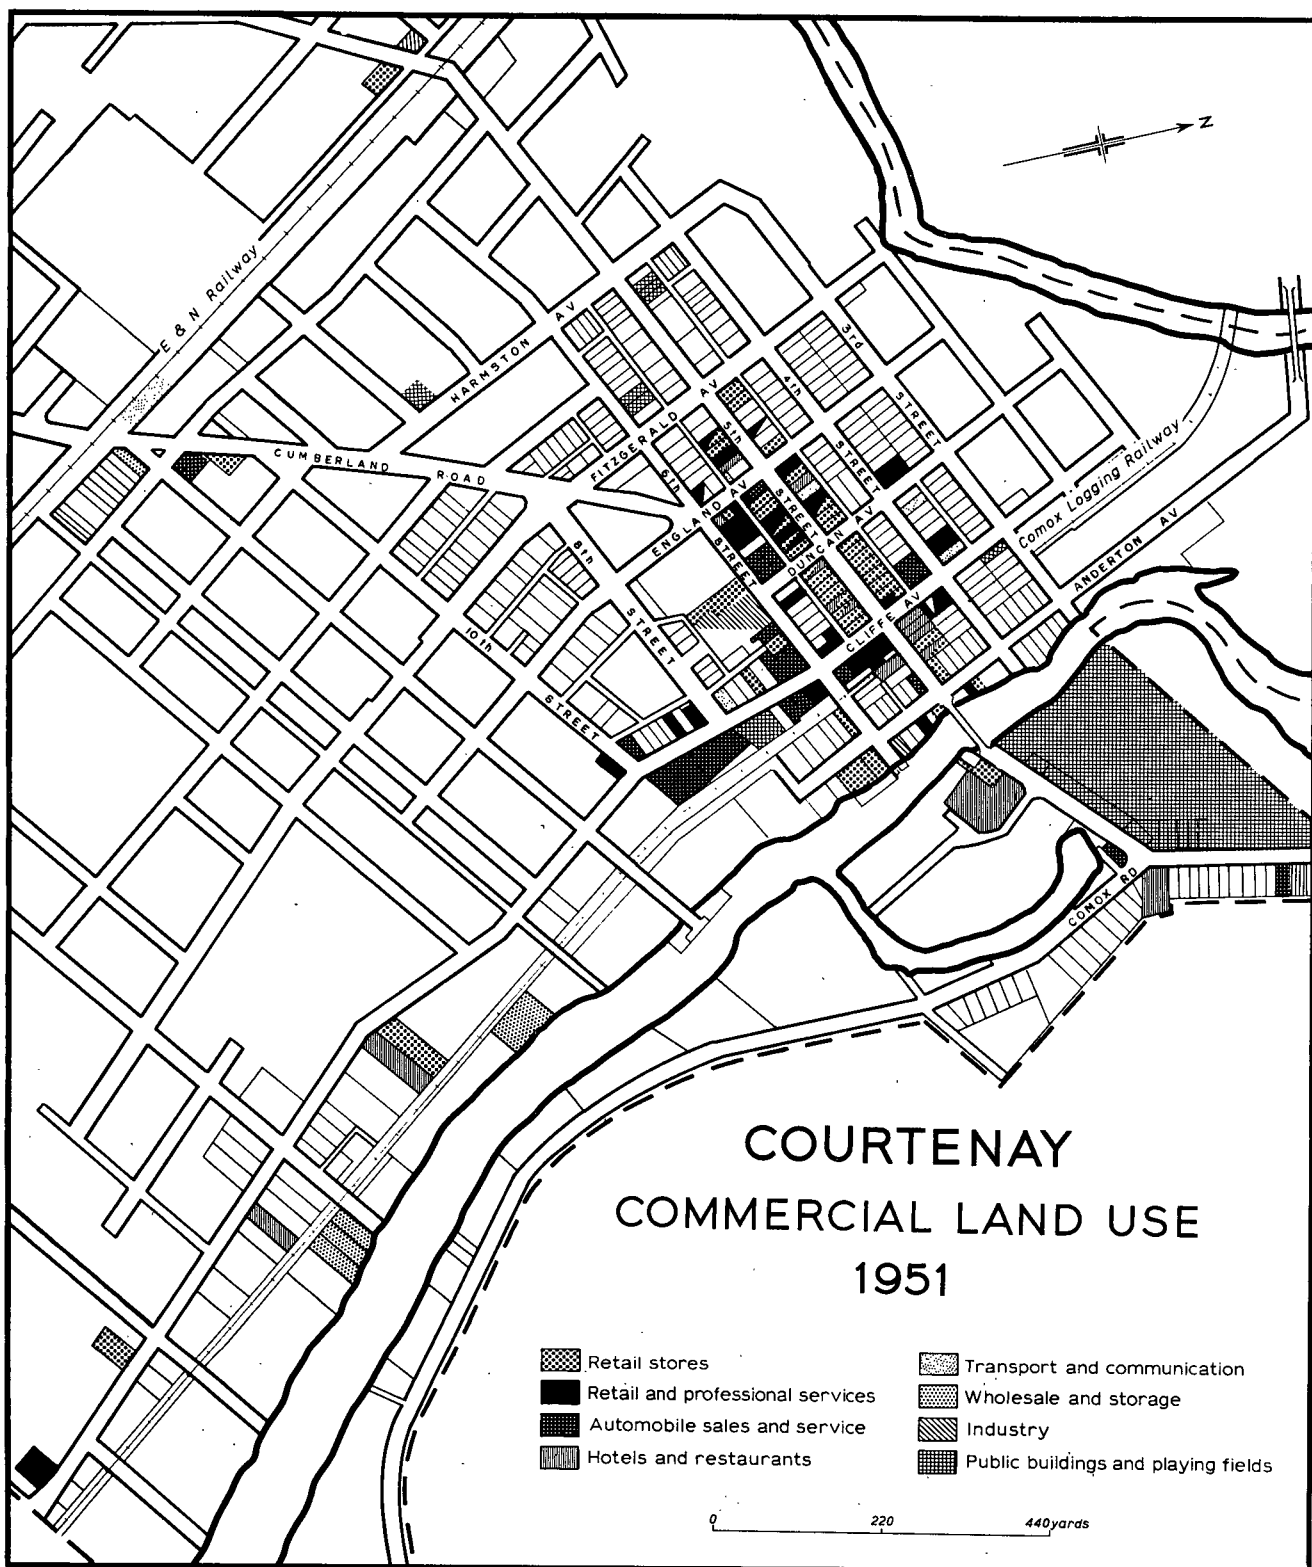 N
E & N Railway
HARMSTON AV
CUMBERLAND ROAD
FITZGERALD AV
3rd STREET
4th STREET
5th STREET
6th STREET
ENGLAND AV
DUNCAN AV
CLIFFE AV
8th STREET
10th STREET
Comox Logging Railway
ANDERTON AV
COMOX RD
COURTENAY
COMMERCIAL LAND USE
1951
Retail stores
Retail and professional services
Automobile sales and service
Hotels and restaurants
Transport and communication
Wholesale and storage
Industry
Public buildings and playing fields
0 220 440 yards